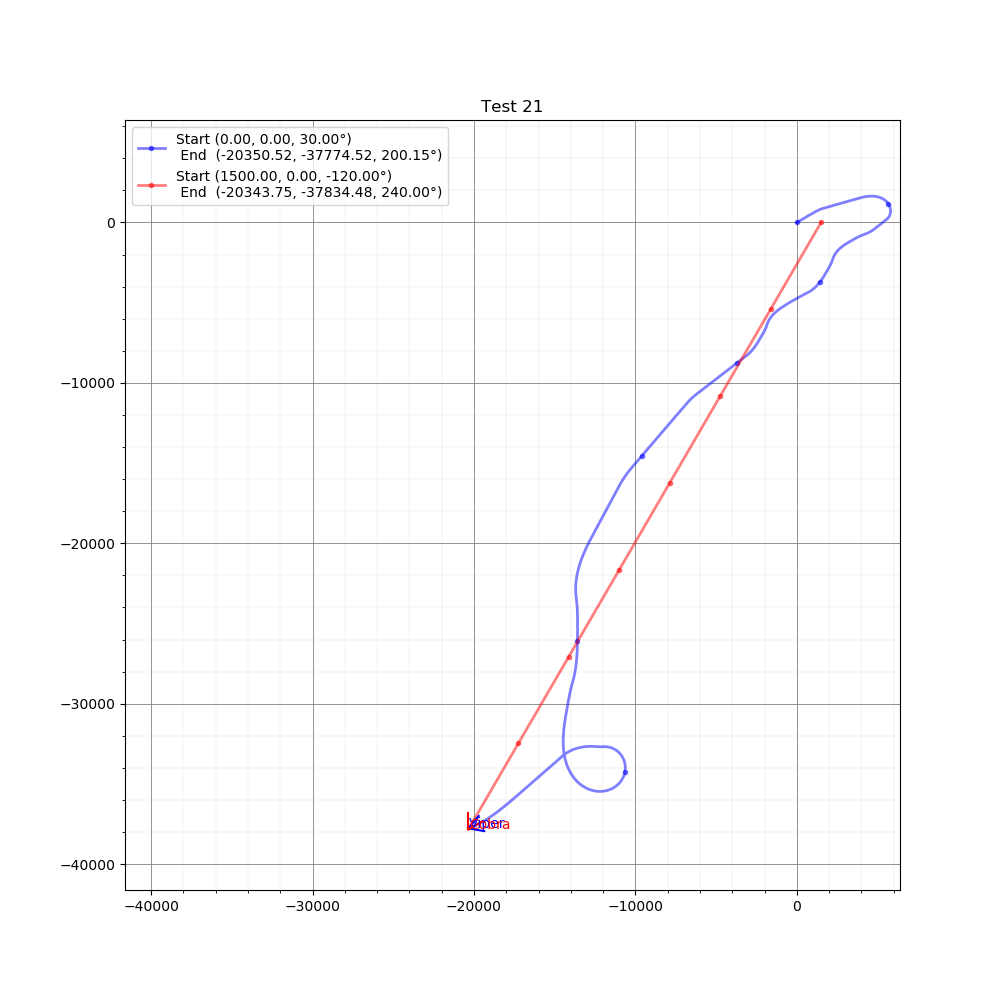 Test 21
Start (0.00, 0.00, 30.00°)
End (-20350.52, -37774.52, 200.15°)
Start (1500.00, 0.00, -120.00°)
End (-20343.75, -37834.48, 240.00°)
0
−10000
−20000
−30000
−40000
−40000 −30000 −20000 −10000 0